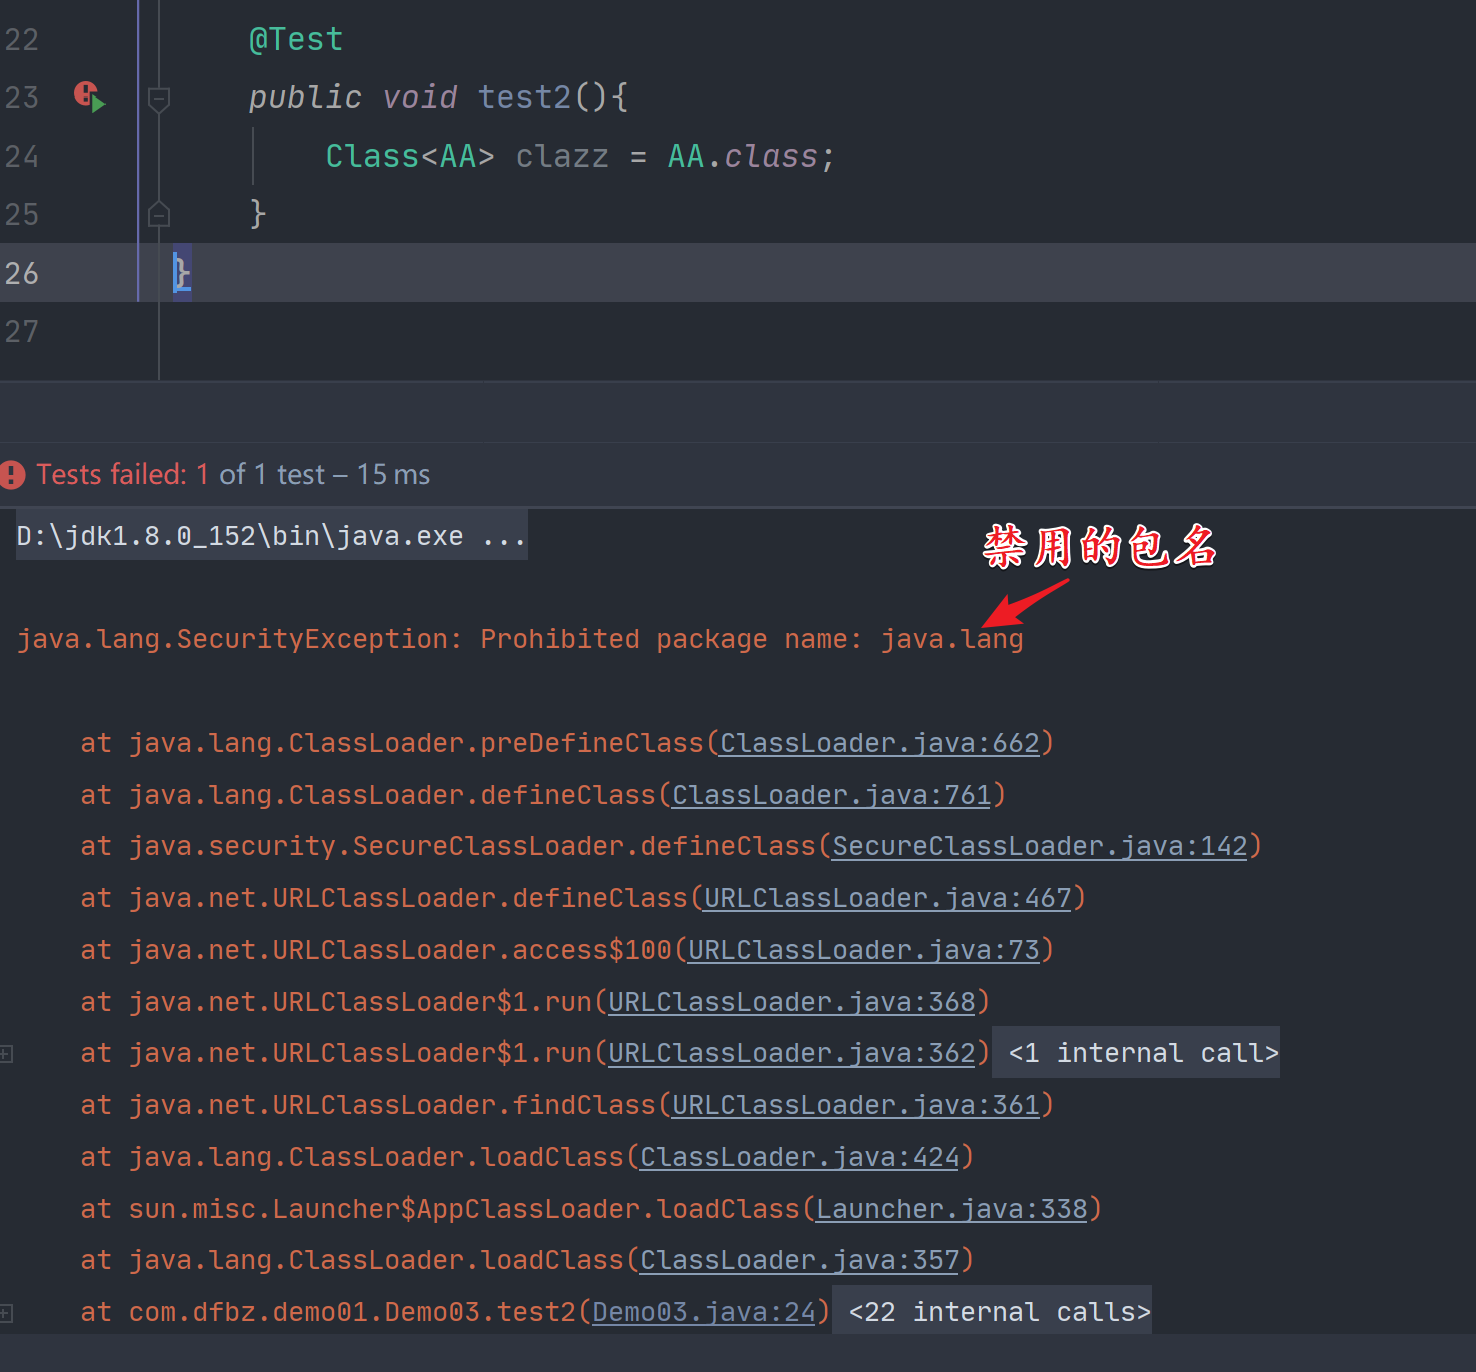 22 @Test
23 public void test2(){
24 Class<AA> clazz = AA.class;
25 }
26 }
27
Tests failed: 1 of 1 test – 15 ms
D:\jdk1.8.0_152\bin\java.exe ...
禁用的包名
java.lang.SecurityException: Prohibited package name: java.lang
at java.lang.ClassLoader.preDefineClass(ClassLoader.java:662)
at java.lang.ClassLoader.defineClass(ClassLoader.java:761)
at java.security.SecureClassLoader.defineClass(SecureClassLoader.java:142)
at java.net.URLClassLoader.defineClass(URLClassLoader.java:467)
at java.net.URLClassLoader.access$100(URLClassLoader.java:73)
at java.net.URLClassLoader$1.run(URLClassLoader.java:368)
at java.net.URLClassLoader$1.run(URLClassLoader.java:362) <1 internal call>
at java.net.URLClassLoader.findClass(URLClassLoader.java:361)
at java.lang.ClassLoader.loadClass(ClassLoader.java:424)
at sun.misc.Launcher$AppClassLoader.loadClass(Launcher.java:338)
at java.lang.ClassLoader.loadClass(ClassLoader.java:357)
at com.dfbz.demo01.Demo03.test2(Demo03.java:24) <22 internal calls>